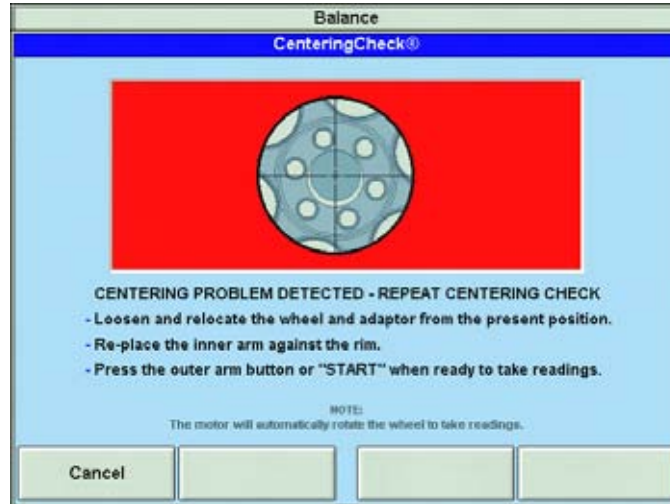 Balance
CenteringCheck®
CENTERING PROBLEM DETECTED - REPEAT CENTERING CHECK
- Loosen and relocate the wheel and adaptor from the present position.
- Re-place the inner arm against the rim.
- Press the outer arm button or "START" when ready to take readings.
NOTE:
The motor will automatically rotate the wheel to take readings.
Cancel